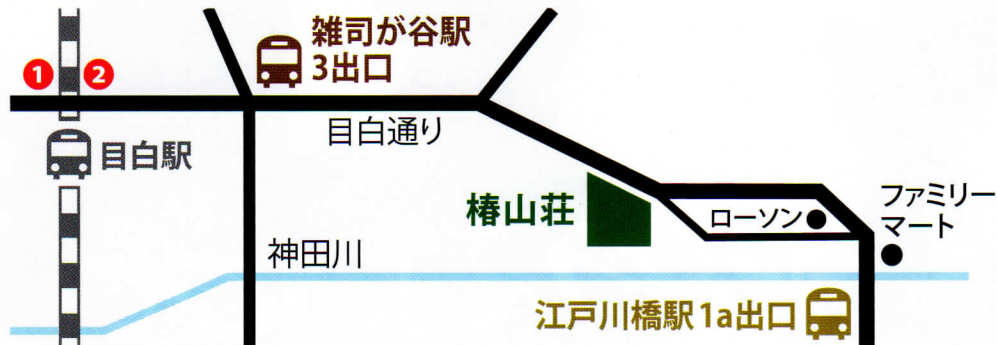 雑司が谷駅
3出口
1
2
目白通り
目白駅
椿山荘
ローソン
ファミリー
マート
神田川
江戸川橋駅 1a出口